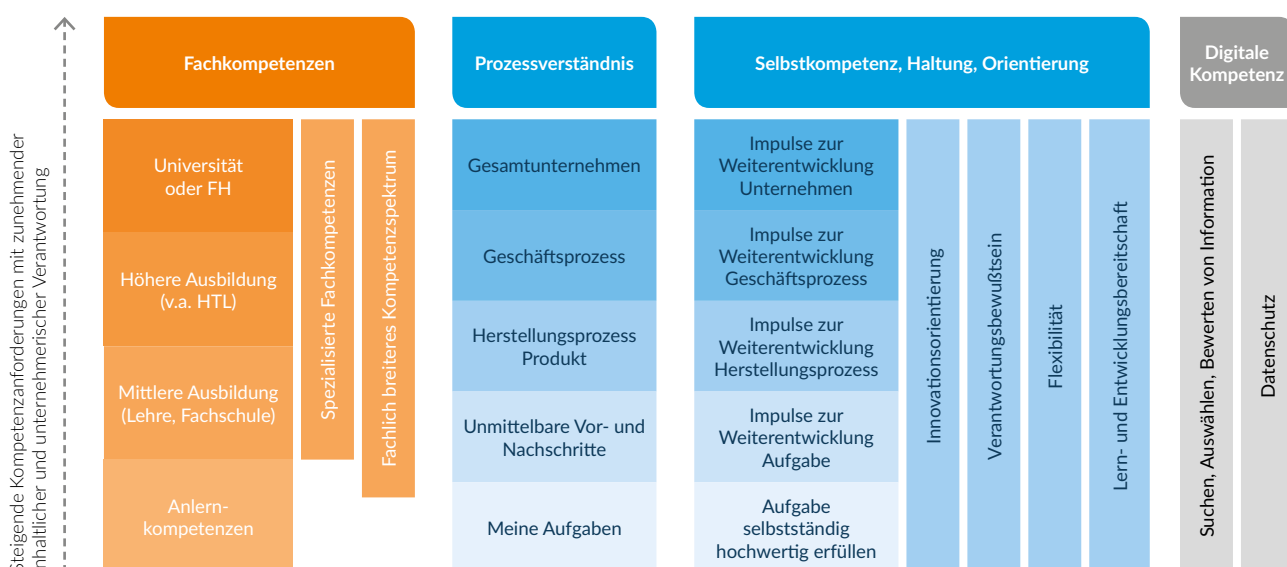 Steigende Kompetenzanforderungen mit zunehmender
inhaltlicher und unternehmerischer Verantwortung
Fachkompetenzen
Universität
oder FH
Höhere Ausbildung
(v.a. HTL)
Mittlere Ausbildung
(Lehre, Fachschule)
Anlern-
kompetenzen
Spezialisierte Fachkompetenzen
Fachlich breiteres Kompetenzspektrum
Prozessverständnis
Gesamtunternehmen
Geschäftsprozess
Herstellungsprozess
Produkt
Unmittelbare Vor- und
Nachschritte
Meine Aufgaben
Selbstkompetenz, Haltung, Orientierung
Impulse zur
Weiterentwicklung
Unternehmen
Impulse zur
Weiterentwicklung
Geschäftsprozess
Impulse zur
Weiterentwicklung
Herstellungsprozess
Impulse zur
Weiterentwicklung
Aufgabe
Aufgabe
selbstständig
hochwertig erfüllen
Innovationsorientierung
Verantwortungsbewußtsein
Flexibilität
Lern- und Entwicklungsbereitschaft
Digitale
Kompetenz
Suchen, Auswählen, Bewerten von Information
Datenschutz